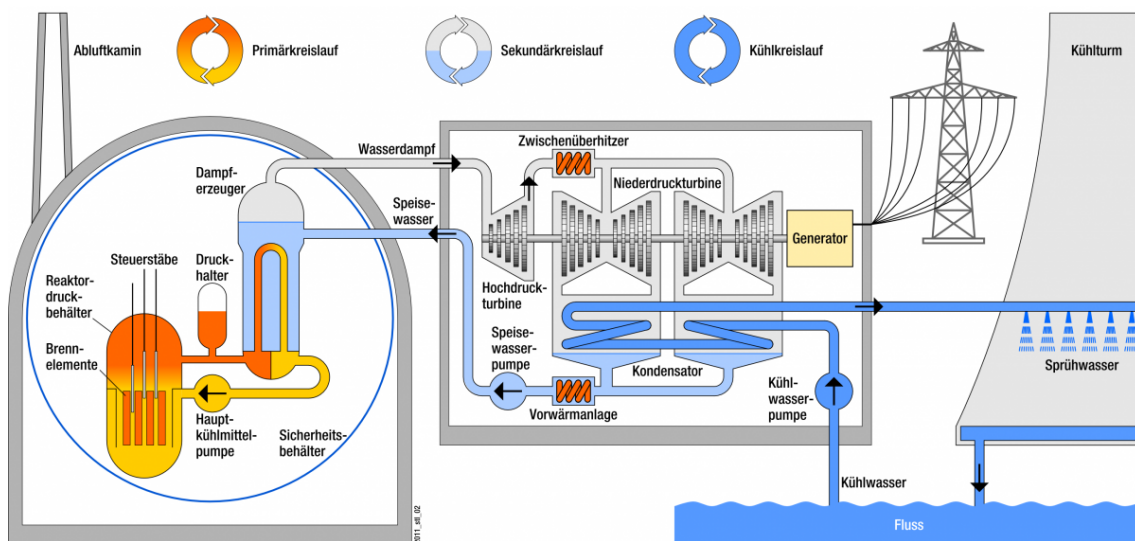 Abluftkamin
Primärkreislauf
Sekundärkreislauf
Kühlkreislauf
Kühlturm
Wasserdampf
Zwischenüberhitzer
Dampf-
erzeuger
Niederdruckturbine
Speise-
wasser
Generator
Steuerstäbe
Druck-
halter
Reaktor-
druck-
behälter
Hochdruck-
turbine
Brenn-
elemente
Speise-
wasser-
pumpe
Kondensator
Sprühwasser
Kühl-
wasser-
pumpe
Haupt-
kühlmittel-
pumpe
Sicherheits-
behälter
Vorwärmanlage
Kühlwasser
Fluss
2011_stl_02